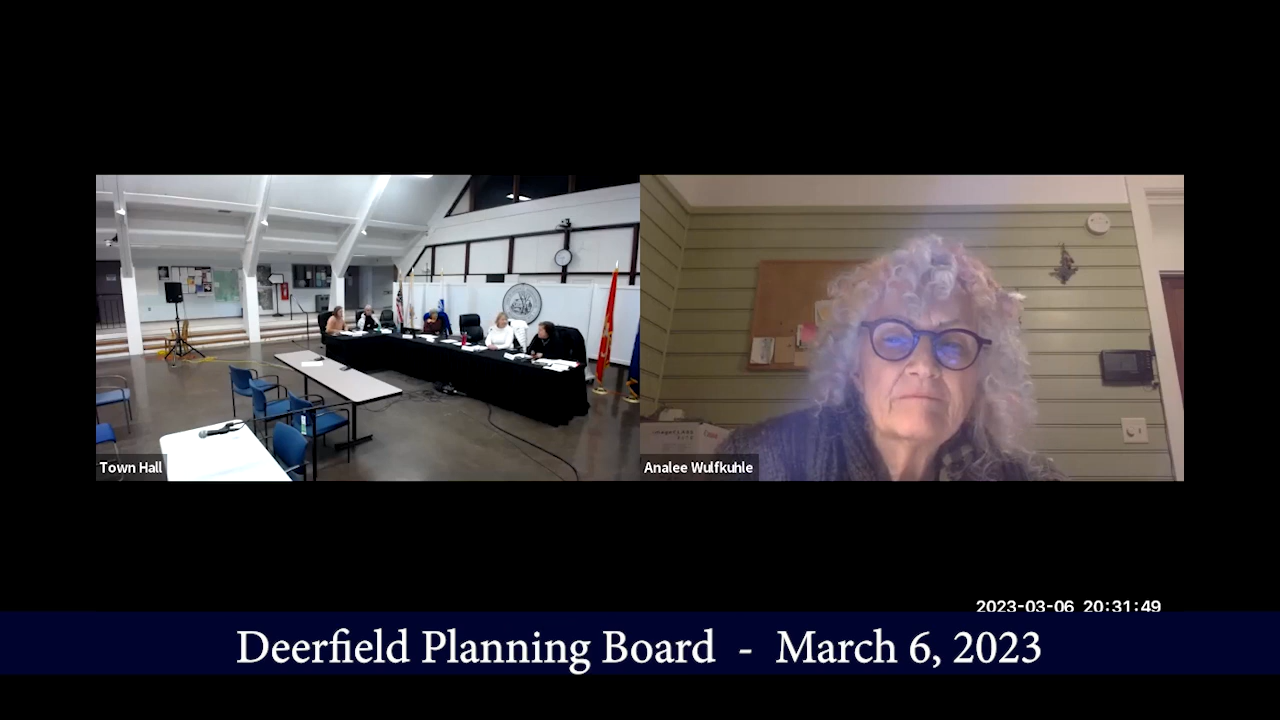 Town Hall
Analee Wulfkuhle
2023-03-06 20:31:49
Deerfield Planning Board - March 6, 2023